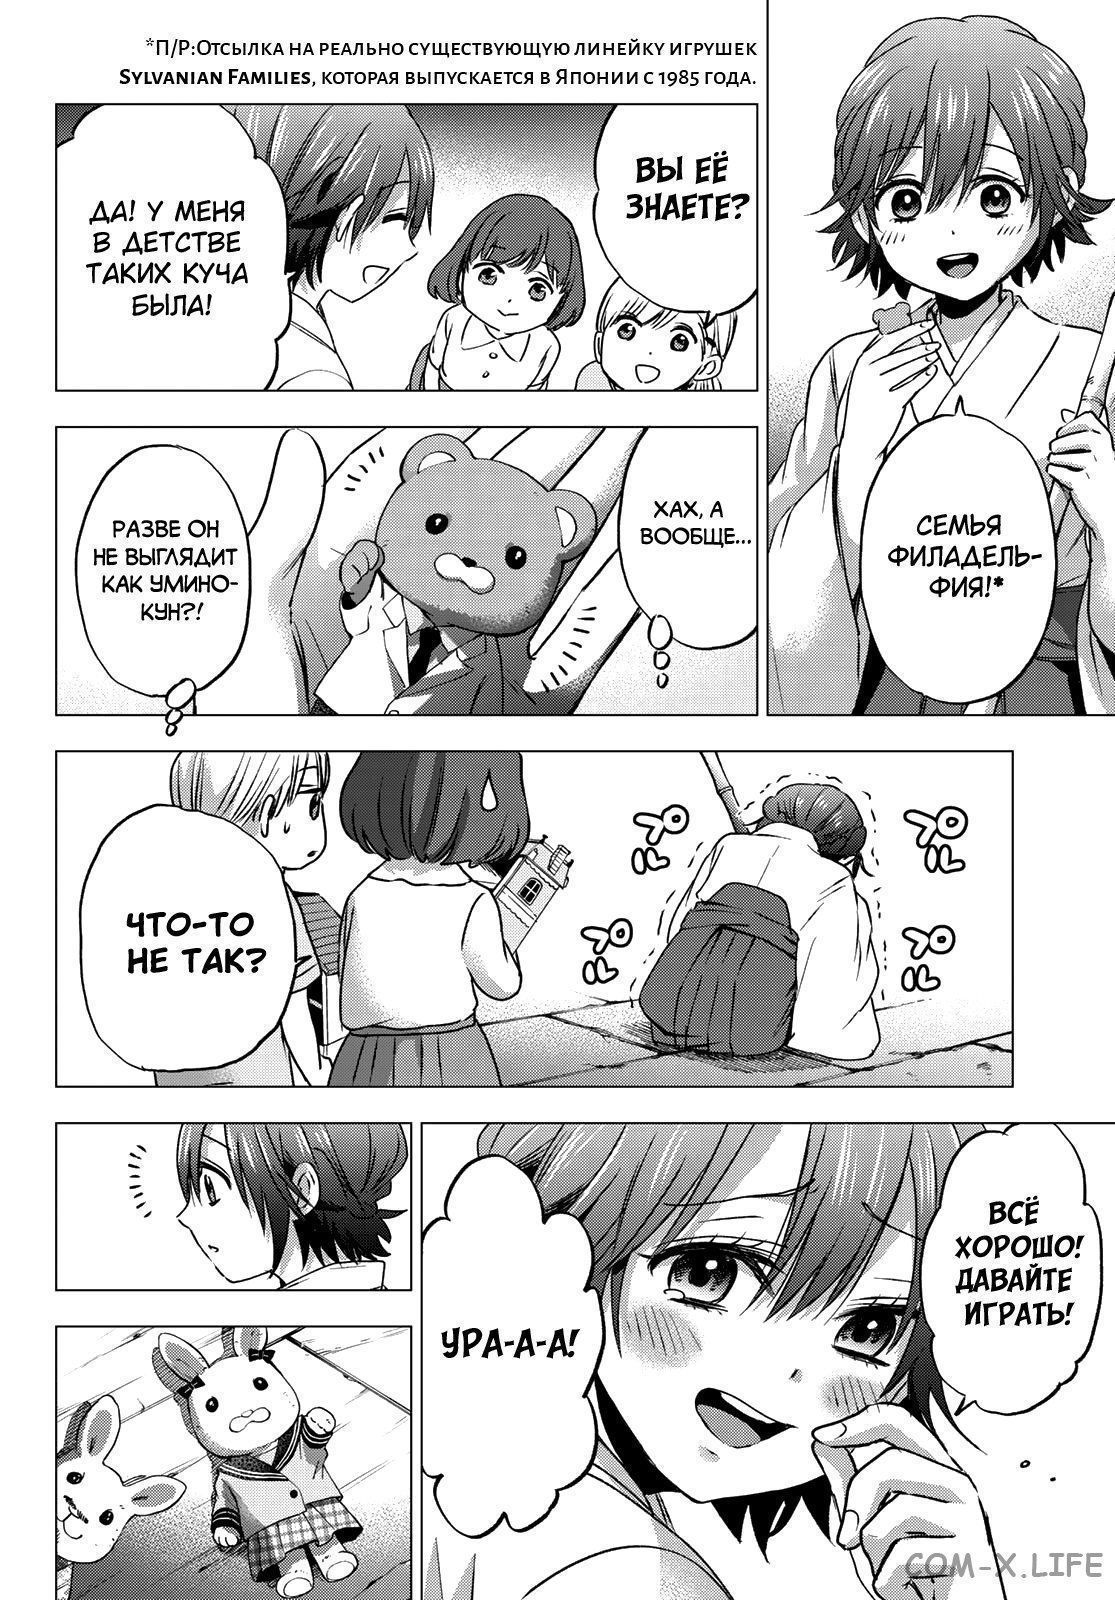 *П/Р:Отсылка на реально существующую линейку игрушек
Sylvanian Families, которая выпускается в Японии с 1985 года.
СЕМЬЯ
ФИЛАДЕЛЬ-
ФИЯ!*
ВЫ ЕЁ
ЗНАЕТЕ?
ДА! У МЕНЯ
В ДЕТСТВЕ
ТАКИХ КУЧА
БЫЛА!
ХАХ, А
ВООБЩЕ...
РАЗВЕ ОН
НЕ ВЫГЛЯДИТ
КАК УМИНО-
КУН?!
ЧТО-ТО
НЕ ТАК?
ВСЁ
ХОРОШО!
ДАВАЙТЕ
ИГРАТЬ!
УРА-А-А!
COM-X.LIFE